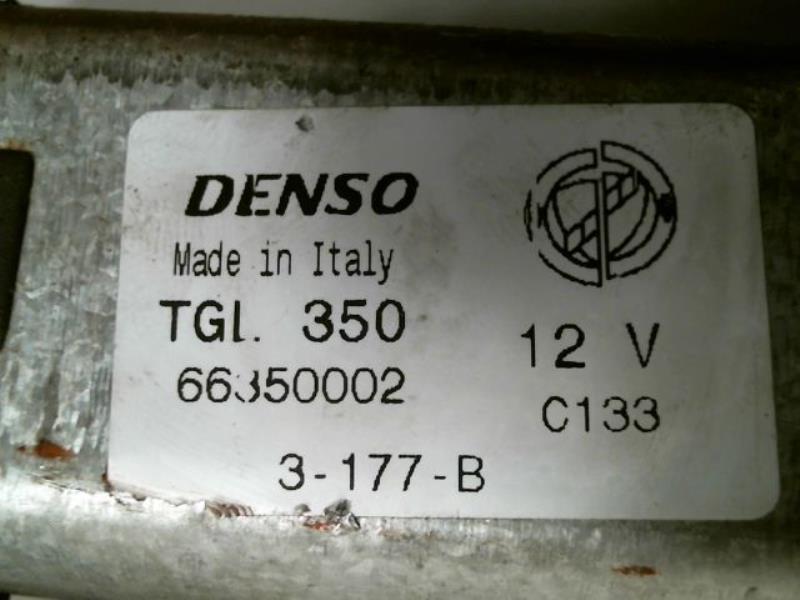 DENSO
Made in Italy
TGL. 350
66350002
12 V
C133
3-177-B